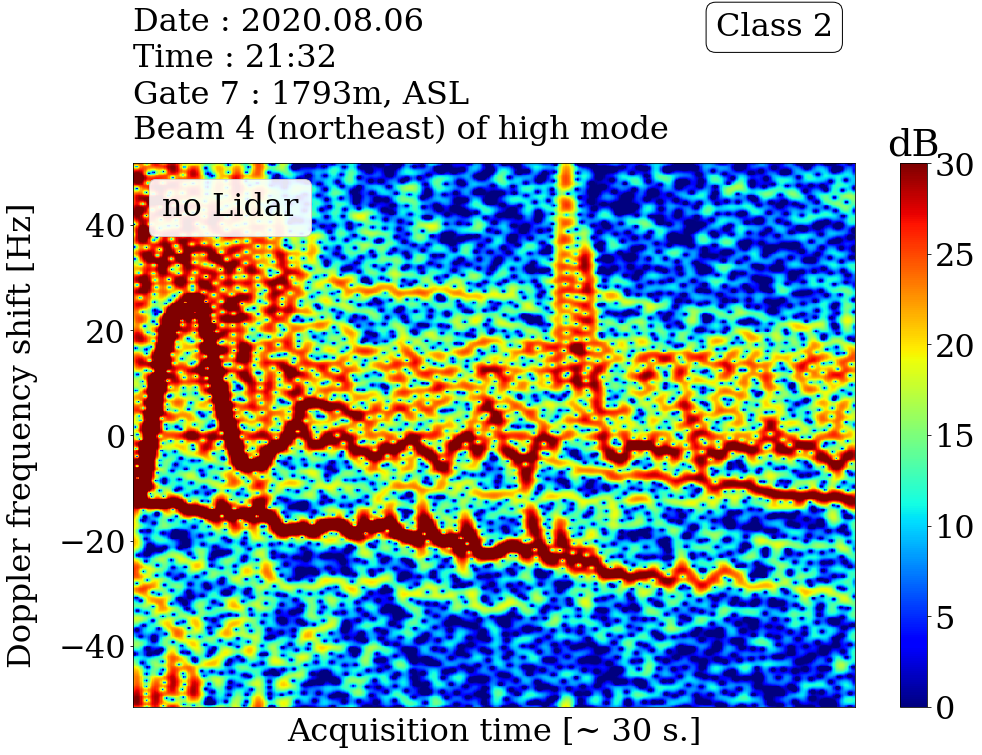 Date : 2020.08.06
Time : 21:32
Gate 7 : 1793m, ASL
Beam 4 (northeast) of high mode
Class 2
dB
no Lidar
Doppler frequency shift [Hz]
40
20
0
−20
−40
Acquisition time [~ 30 s.]
30
25
20
15
10
5
0